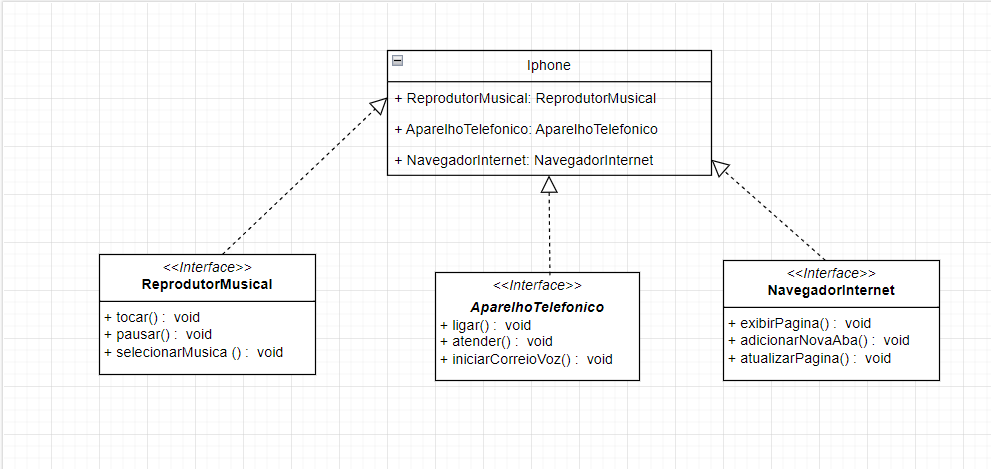 Iphone
+ ReprodutorMusical: ReprodutorMusical
+ AparelhoTelefonico: AparelhoTelefonico
+ NavegadorInternet: NavegadorInternet
<<Interface>>
ReprodutorMusical
+ tocar() : void
+ pausar() : void
+ selecionarMusica () : void
<<Interface>>
AparelhoTelefonico
+ ligar() : void
+ atender() : void
+ iniciarCorreioVoz() : void
<<Interface>>
NavegadorInternet
+ exibirPagina() : void
+ adicionarNovaAba() : void
+ atualizarPagina() : void